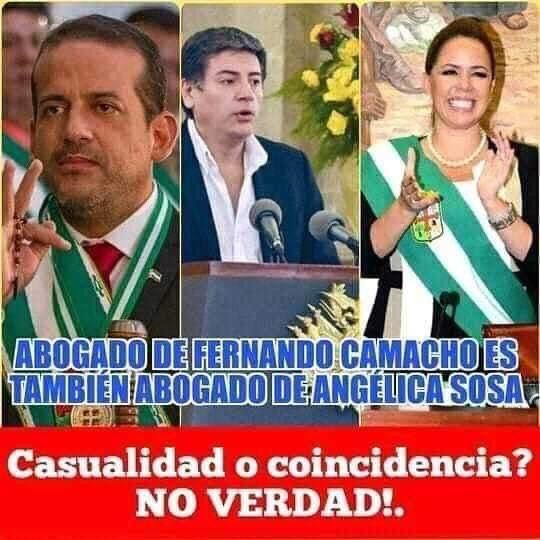 ABOGADO DE FERNANDO CAMACHO ES
TAMBIÉN ABOGADO DE ANGÉLICA SOSA
Casualidad o coincidencia?
NO VERDAD!.